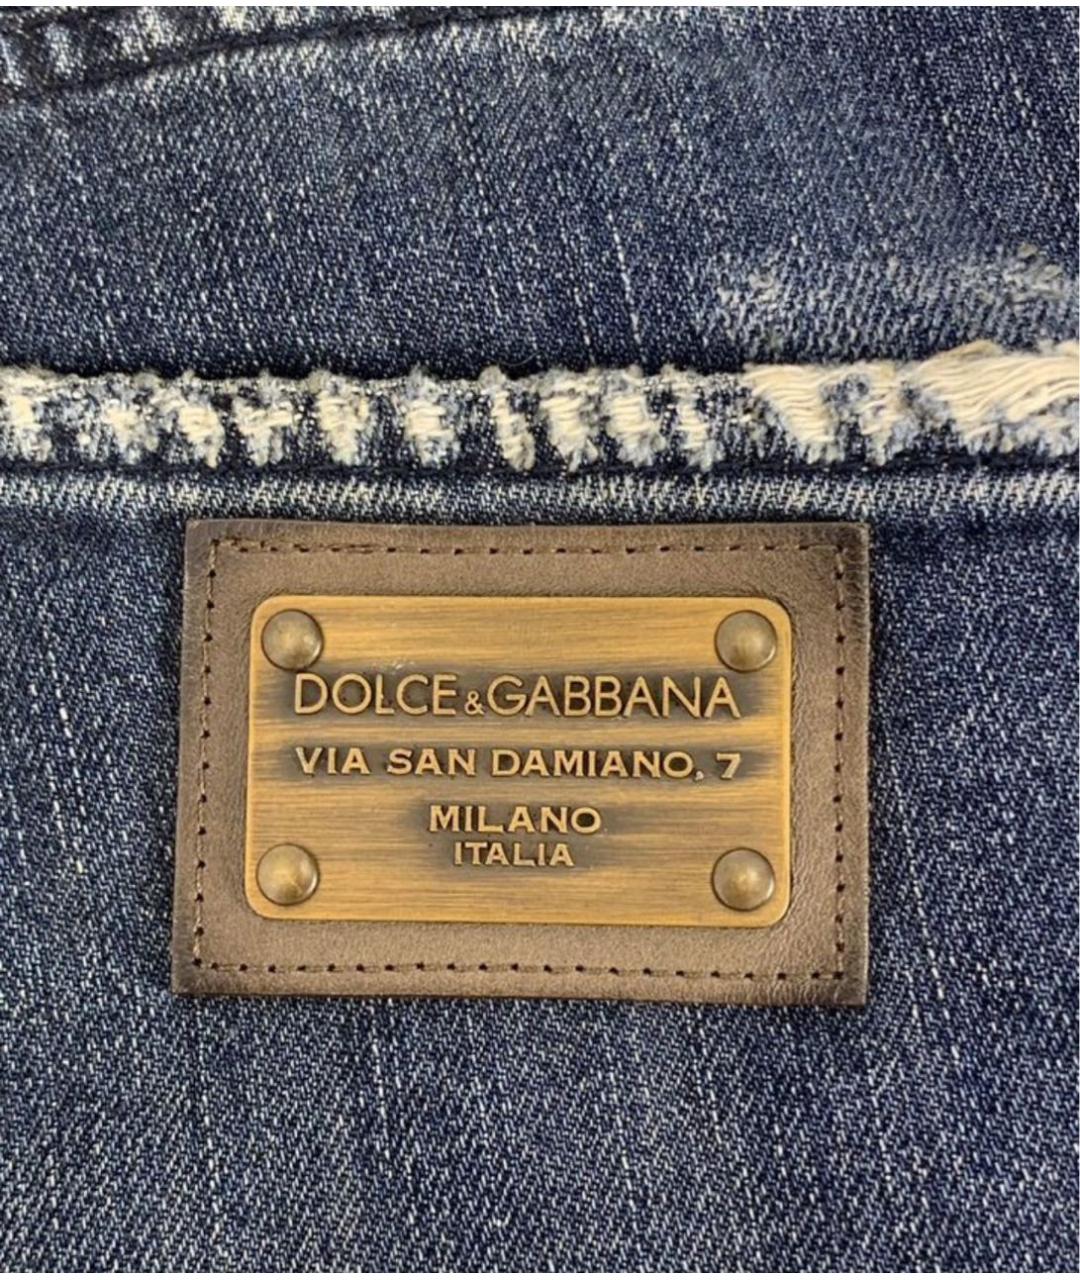 DOLCE&GABBANA
VIA SAN DAMIANO, 7
MILANO
ITALIA